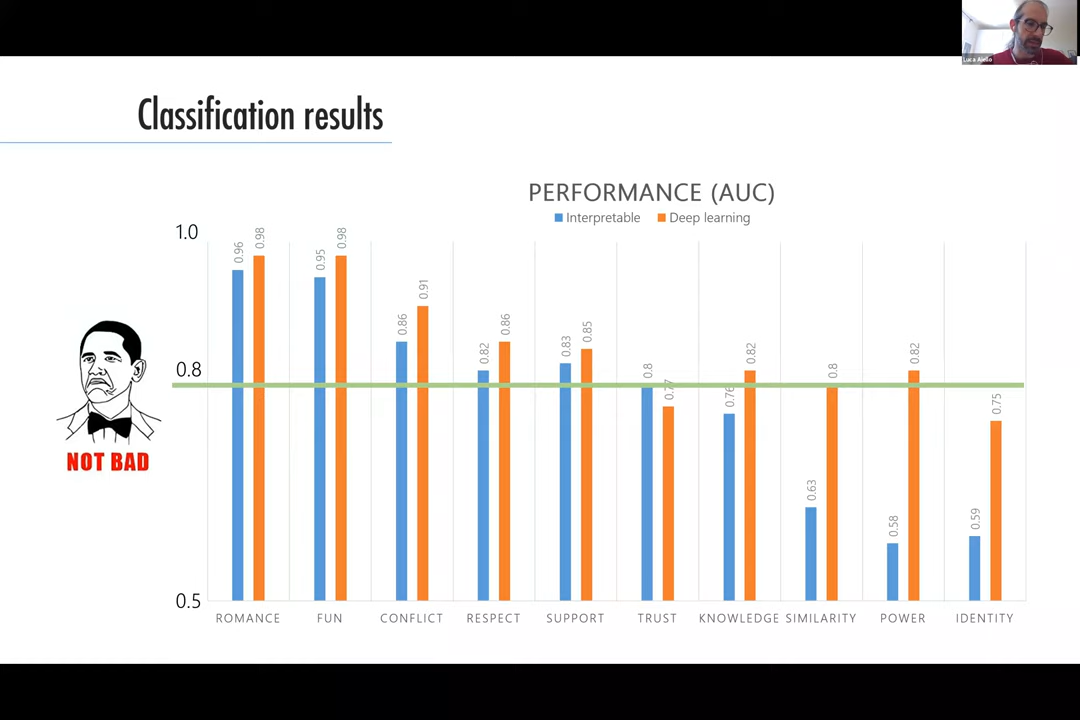 Luca Aiello
Classification results
PERFORMANCE (AUC)
Interpretable Deep learning
1.0
0.8
0.5
0.96 0.98 0.95 0.98 0.86 0.91 0.82 0.86 0.83 0.85 0.8 0.77 0.76 0.82 0.63 0.8 0.58 0.82 0.59 0.75
NOT BAD
ROMANCE FUN CONFLICT RESPECT SUPPORT TRUST KNOWLEDGE SIMILARITY POWER IDENTITY